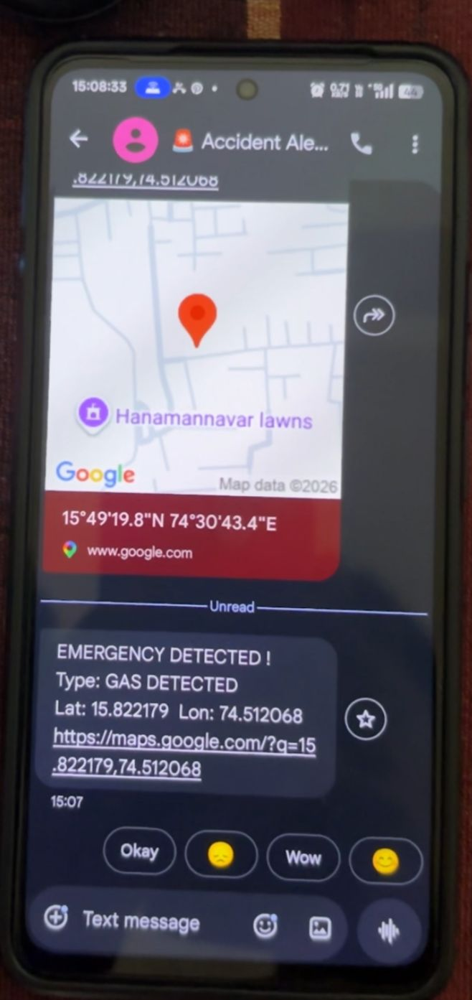 15:08:33
44
🚨 Accident Ale...
.822179,74.512068
Hanamannavar lawns
Google
Map data ©2026
15°49'19.8"N 74°30'43.4"E
www.google.com
Unread
EMERGENCY DETECTED !
Type: GAS DETECTED
Lat: 15.822179 Lon: 74.512068
https://maps.google.com/?q=15
.822179,74.512068
15:07
Okay
Wow
Text message